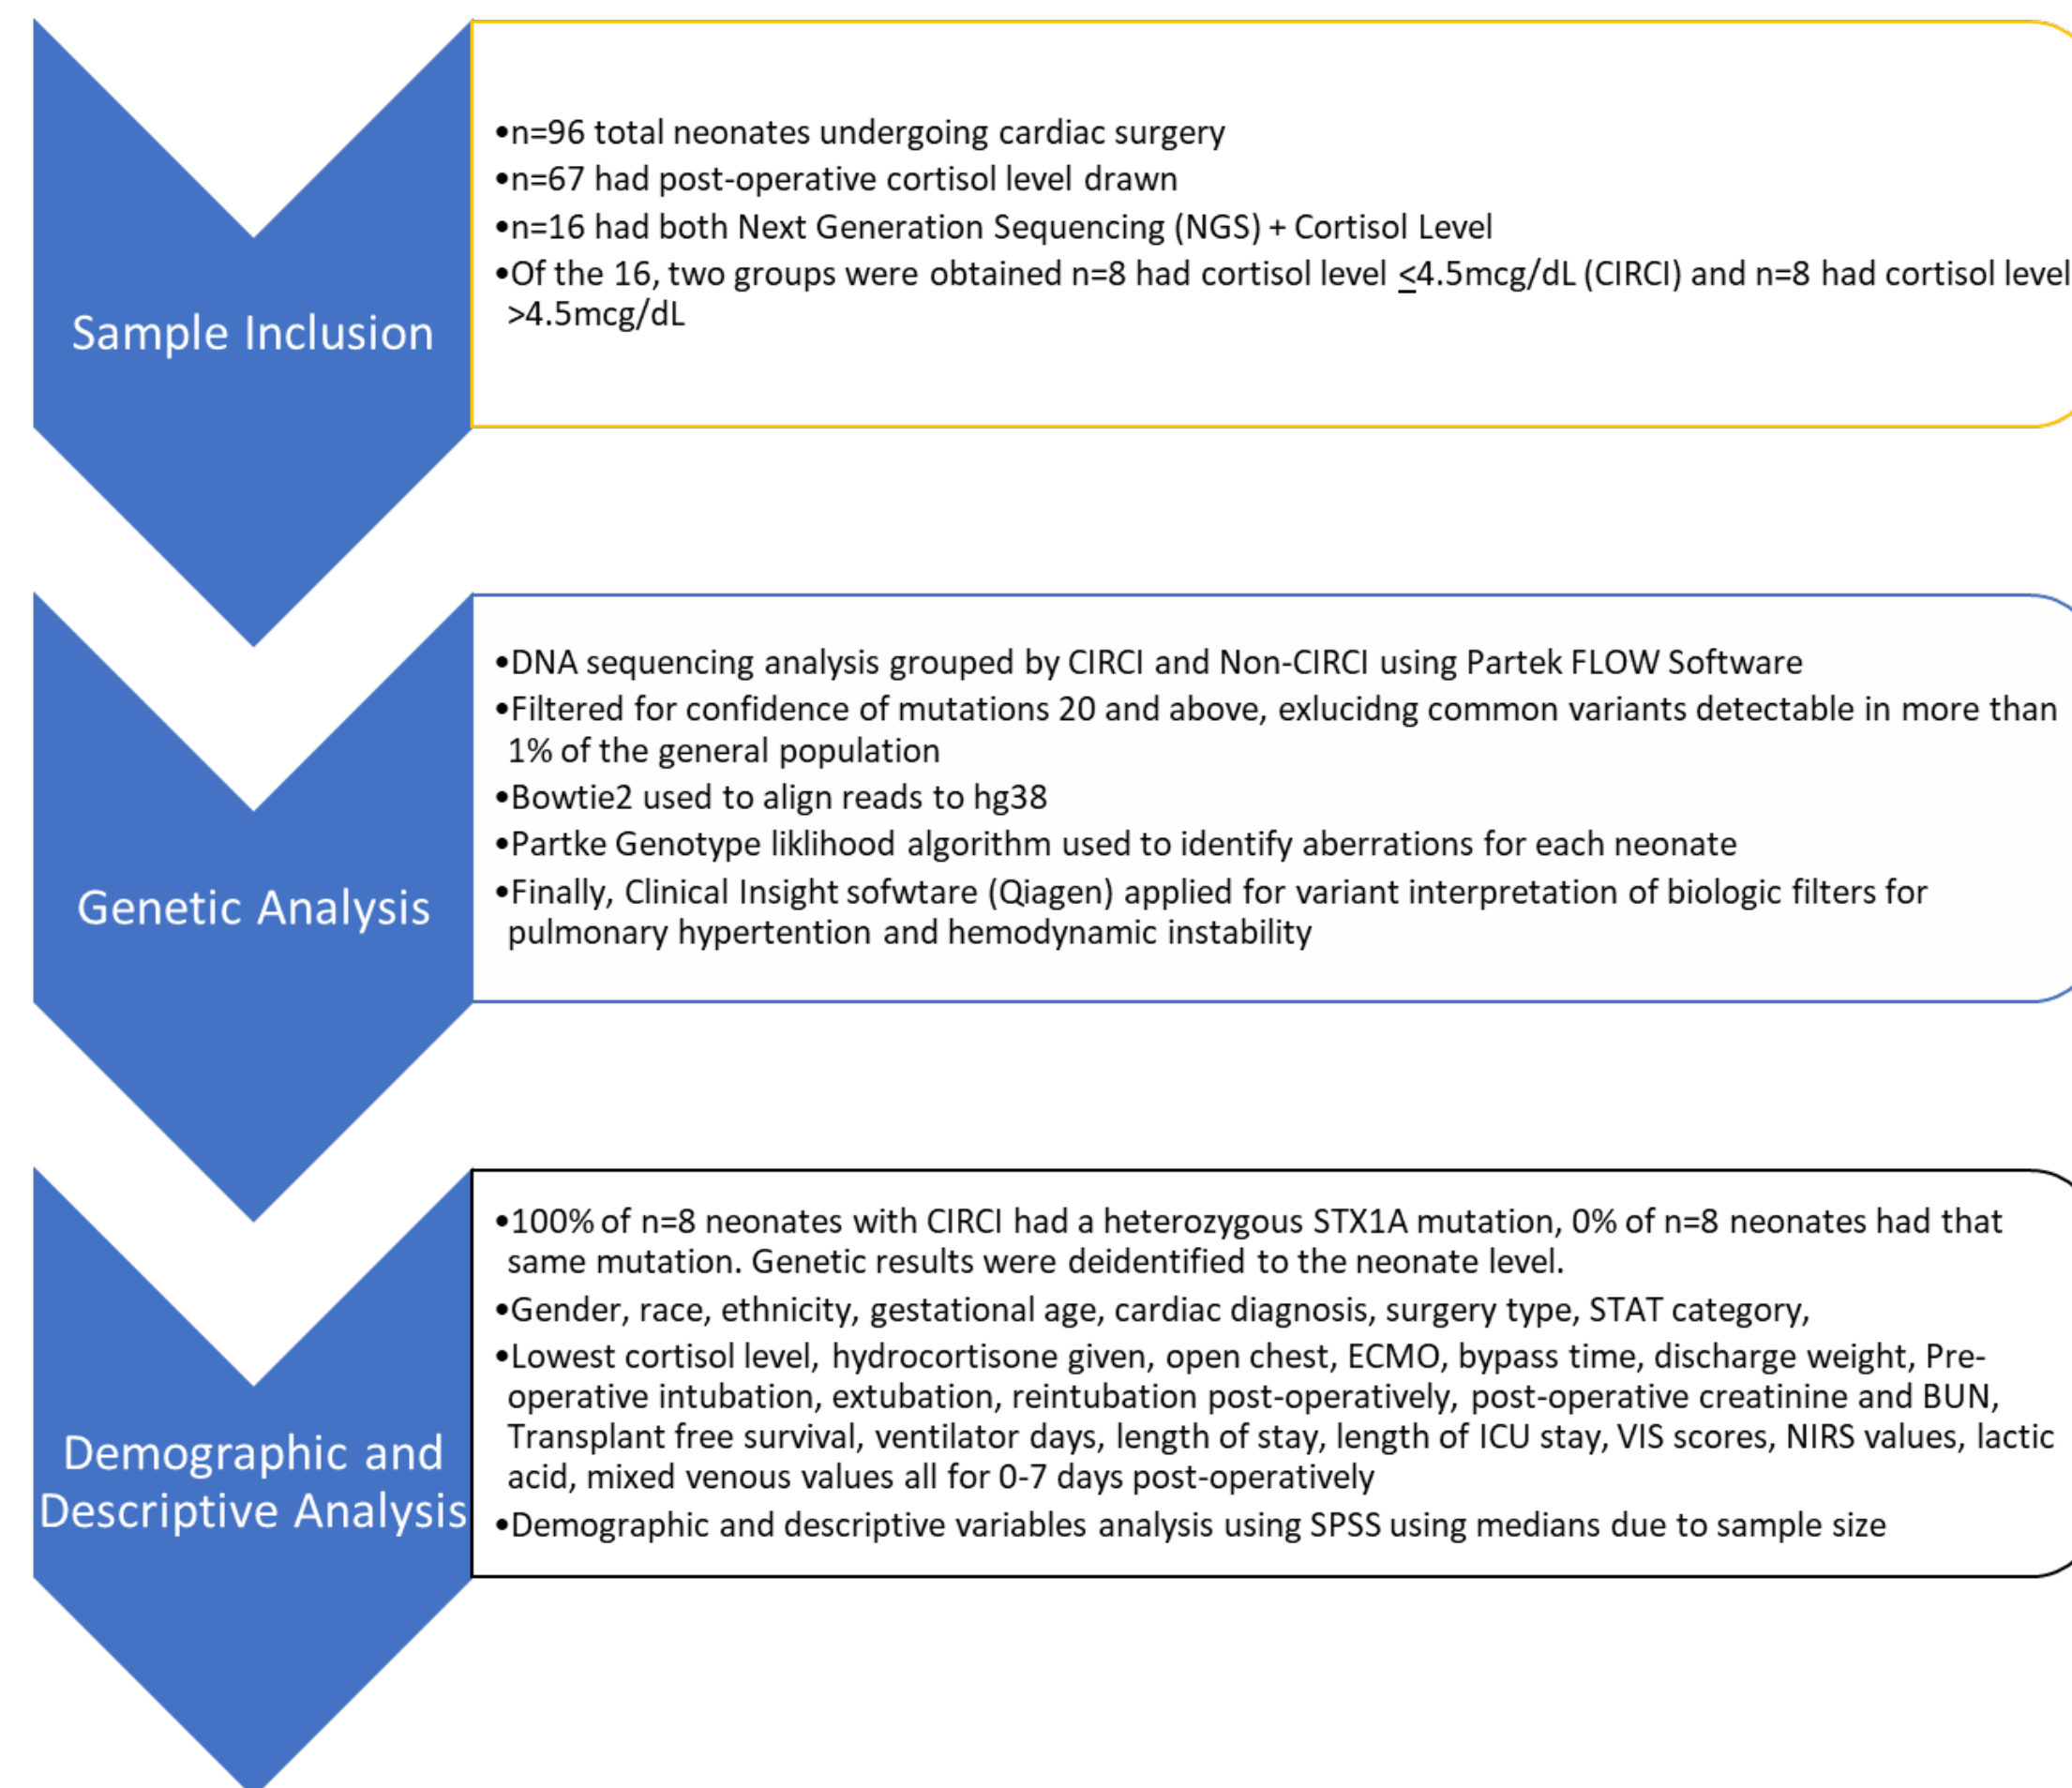 Sample Inclusion
•n=96 total neonates undergoing cardiac surgery
•n=67 had post-operative cortisol level drawn
•n=16 had both Next Generation Sequencing (NGS) + Cortisol Level
•Of the 16, two groups were obtained n=8 had cortisol level <4.5mcg/dL (CIRCI) and n=8 had cortisol level
>4.5mcg/dL
Genetic Analysis
•DNA sequencing analysis grouped by CIRCI and Non-CIRCI using Partek FLOW Software
•Filtered for confidence of mutations 20 and above, exlucidng common variants detectable in more than
1% of the general population
•Bowtie2 used to align reads to hg38
•Partke Genotype liklihood algorithm used to identify aberrations for each neonate
•Finally, Clinical Insight sofwtare (Qiagen) applied for variant interpretation of biologic filters for
pulmonary hypertention and hemodynamic instability
Demographic and
Descriptive Analysis
•100% of n=8 neonates with CIRCI had a heterozygous STX1A mutation, 0% of n=8 neonates had that
same mutation. Genetic results were deidentified to the neonate level.
•Gender, race, ethnicity, gestational age, cardiac diagnosis, surgery type, STAT category,
•Lowest cortisol level, hydrocortisone given, open chest, ECMO, bypass time, discharge weight, Pre-
operative intubation, extubation, reintubation post-operatively, post-operative creatinine and BUN,
Transplant free survival, ventilator days, length of stay, length of ICU stay, VIS scores, NIRS values, lactic
acid, mixed venous values all for 0-7 days post-operatively
•Demographic and descriptive variables analysis using SPSS using medians due to sample size